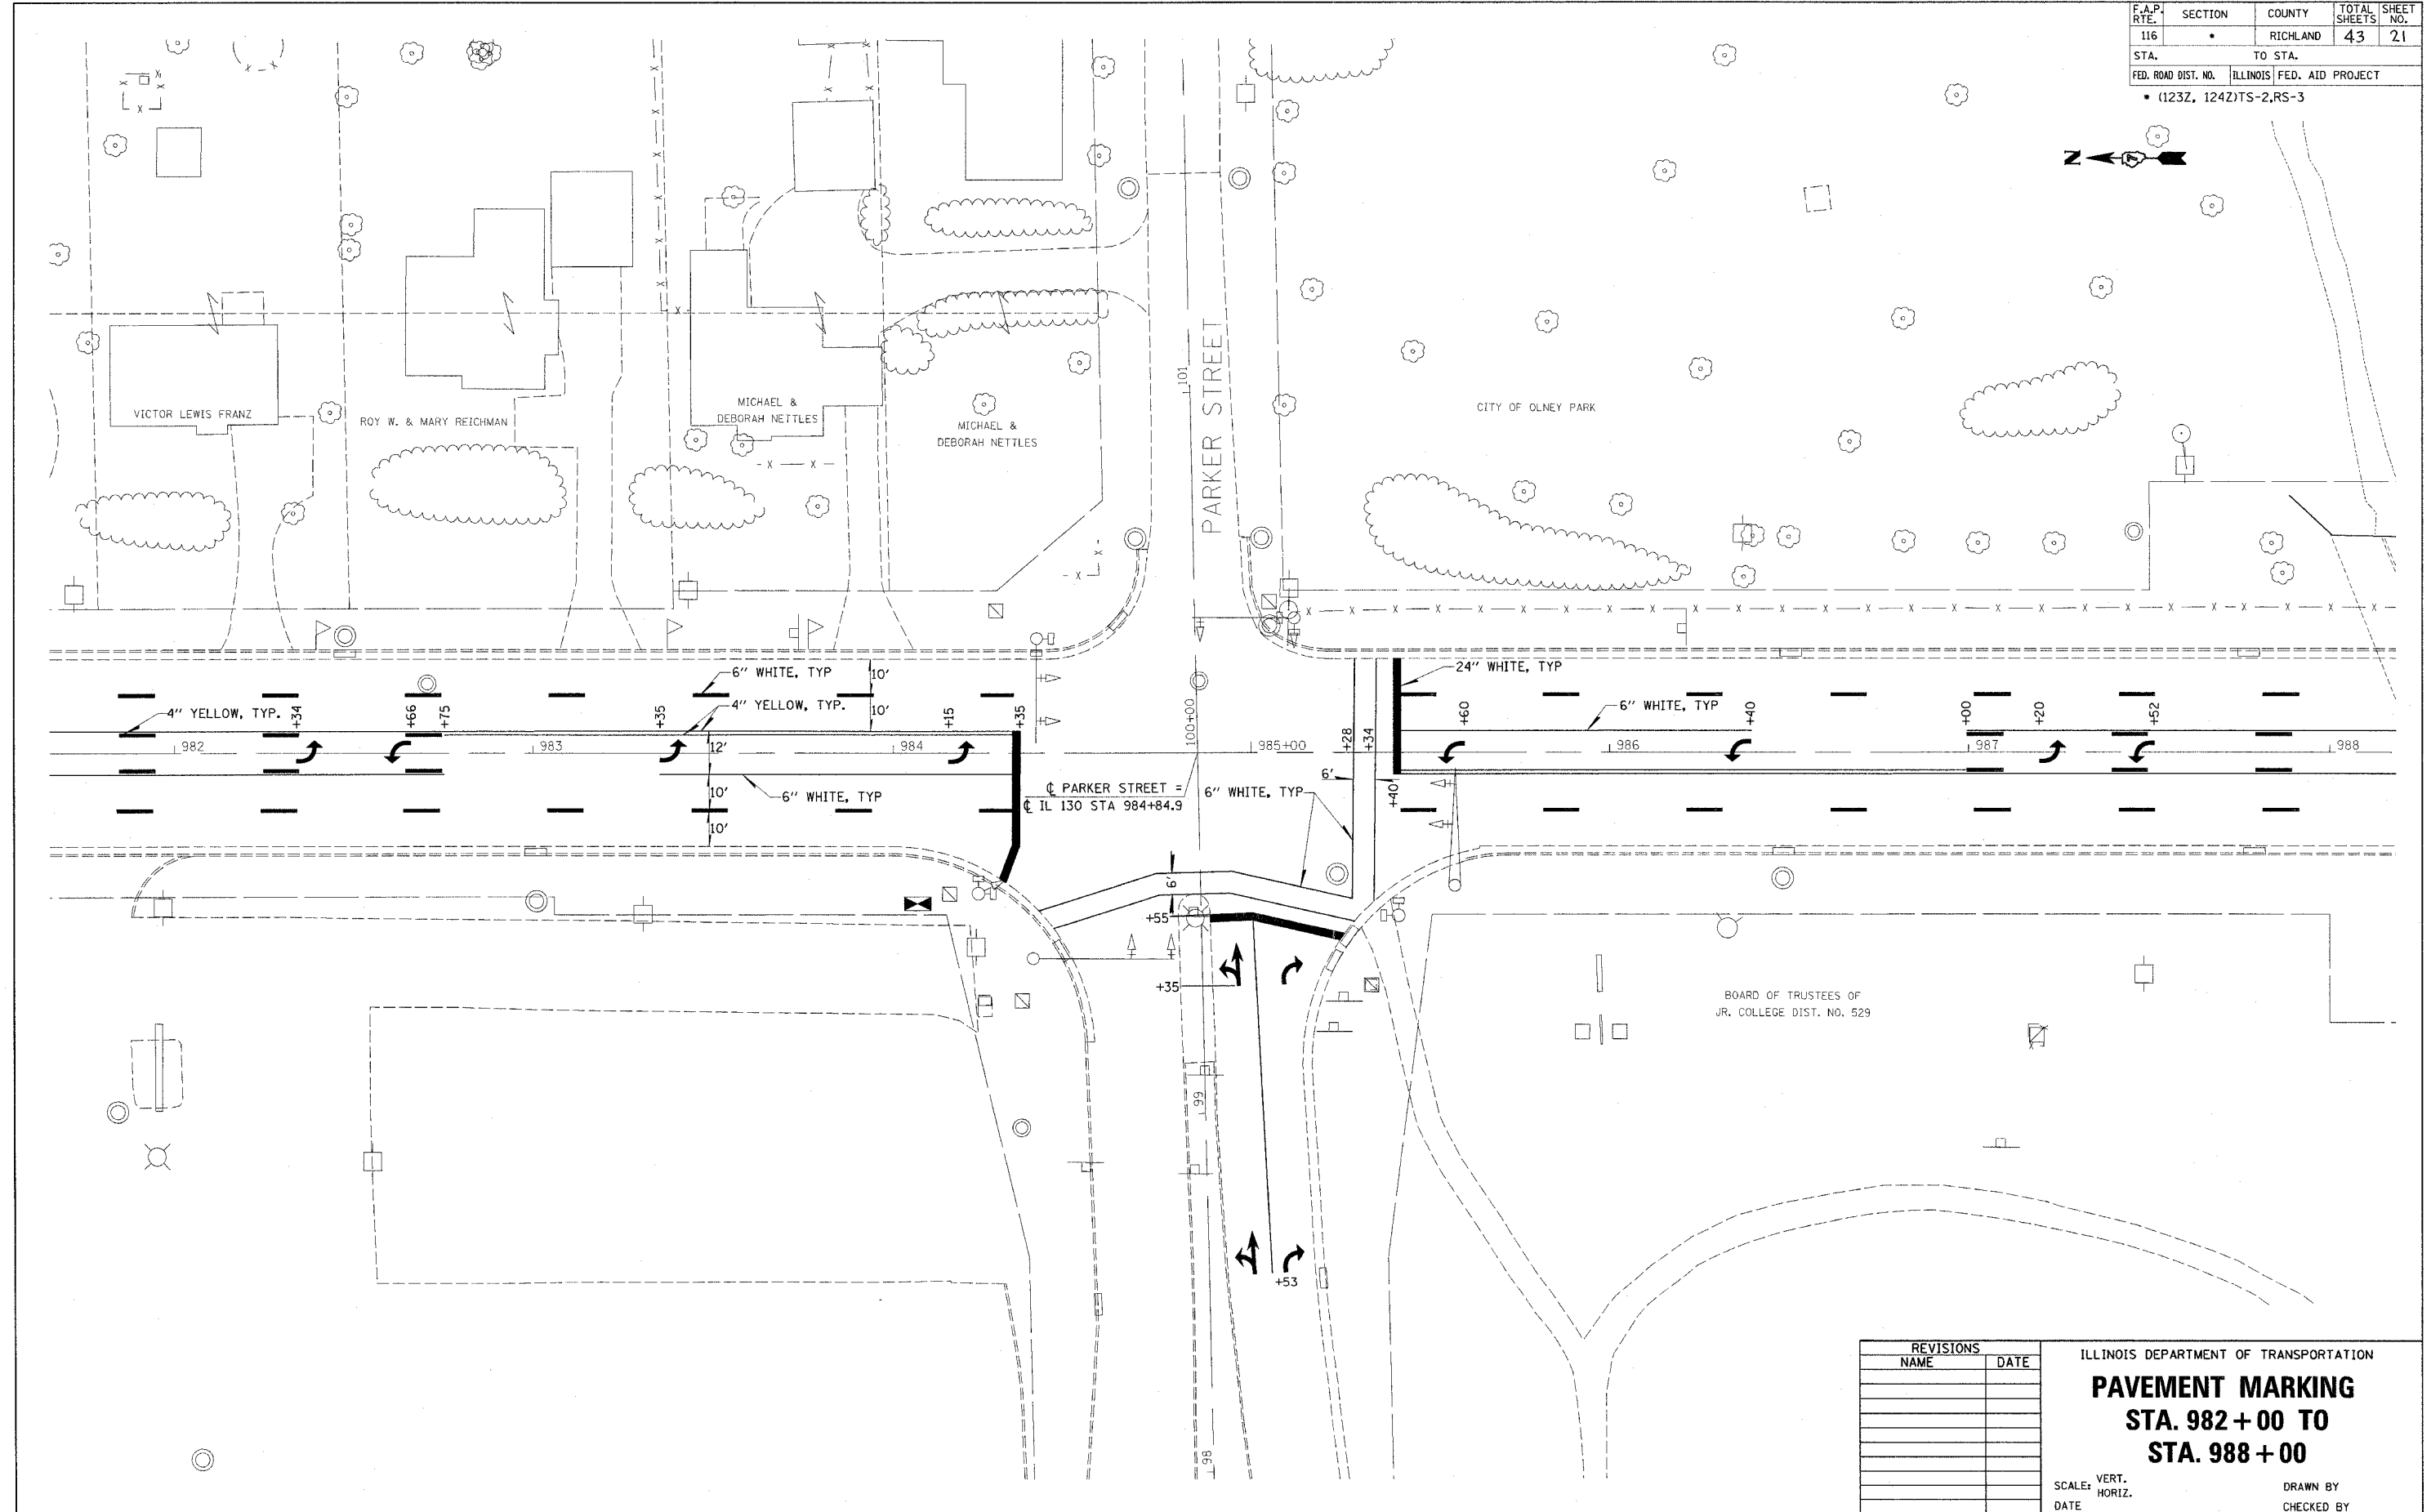 F.A.P. RTE. SECTION COUNTY TOTAL SHEETS SHEET NO.
116 • RICHLAND 43 21
STA. TO STA.
FED. ROAD DIST. NO. ILLINOIS FED. AID PROJECT
• (123Z, 124Z)TS-2,RS-3
N
PARKER STREET
101
VICTOR LEWIS FRANZ
ROY W. & MARY REICHMAN
MICHAEL &
DEBORAH NETTLES
MICHAEL &
DEBORAH NETTLES
CITY OF OLNEY PARK
6" WHITE, TYP
10'
24" WHITE, TYP
4" YELLOW, TYP.
+34
+66
+75
+35
4" YELLOW, TYP.
10'
+15
+35
100+00
+28
+34
+60
6" WHITE, TYP
+40
+00
+20
+52
982
983
12'
984
985+00
986
987
988
6'
+40
6" WHITE, TYP
10'
10'
℄ PARKER STREET =
℄ IL 130 STA 984+84.9
6" WHITE, TYP
6'
+55
+35
BOARD OF TRUSTEES OF
JR. COLLEGE DIST. NO. 529
99
+53
98
REVISIONS
NAME DATE
ILLINOIS DEPARTMENT OF TRANSPORTATION
PAVEMENT MARKING
STA. 982+00 TO
STA. 988+00
SCALE: VERT.
HORIZ.
DRAWN BY
DATE
CHECKED BY